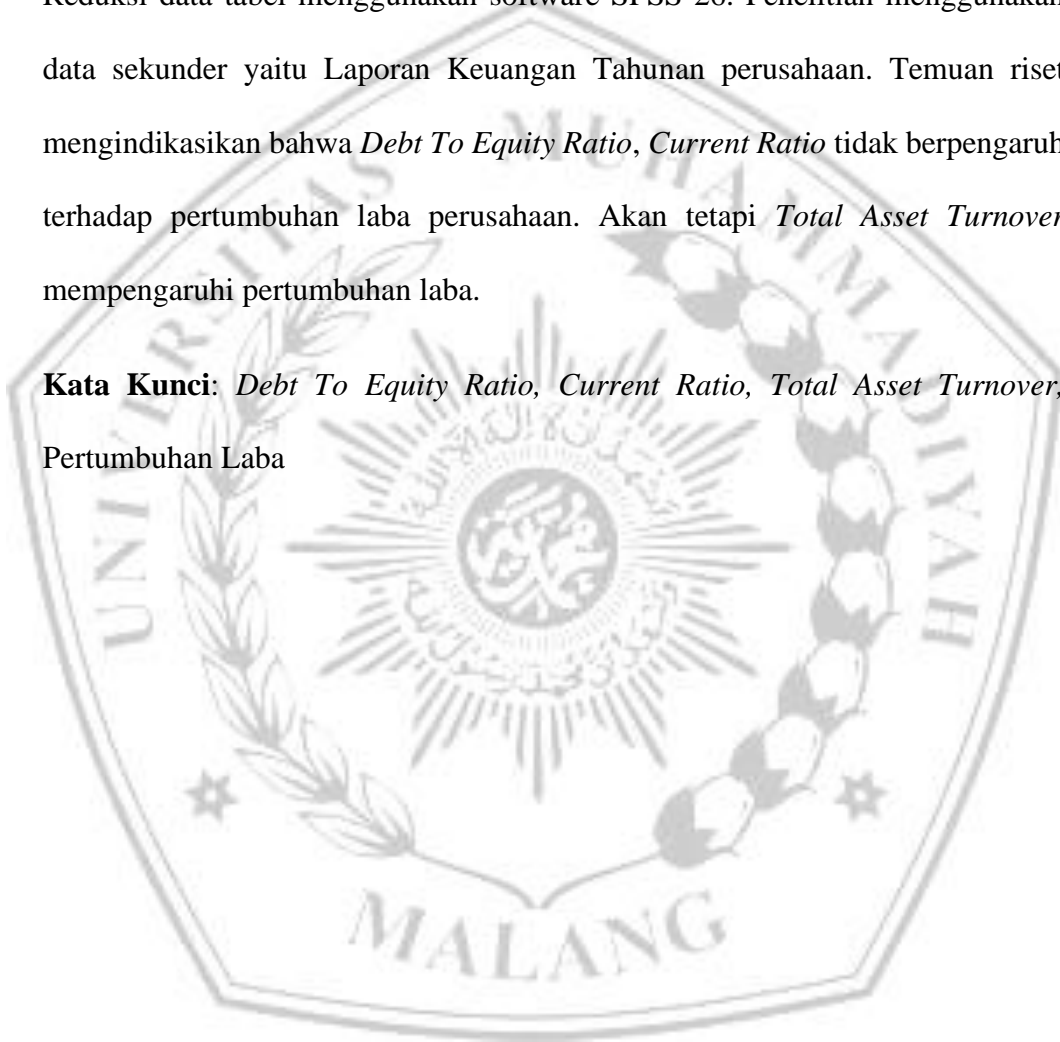 Reduksi data tabel menggunakan software SPSS 26. Penelitian menggunakan
data sekunder yaitu Laporan Keuangan Tahunan perusahaan. Temuan riset
mengindikasikan bahwa Debt To Equity Ratio, Current Ratio tidak berpengaruh
terhadap pertumbuhan laba perusahaan. Akan tetapi Total Asset Turnover
mempengaruhi pertumbuhan laba.
Kata Kunci: Debt To Equity Ratio, Current Ratio, Total Asset Turnover,
Pertumbuhan Laba
UNIVERSITAS MUHAMMADIYAH
MALANG